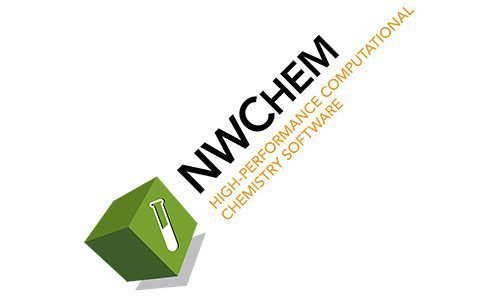 NWCHEM
HIGH-PERFORMANCE COMPUTATIONAL
CHEMISTRY SOFTWARE